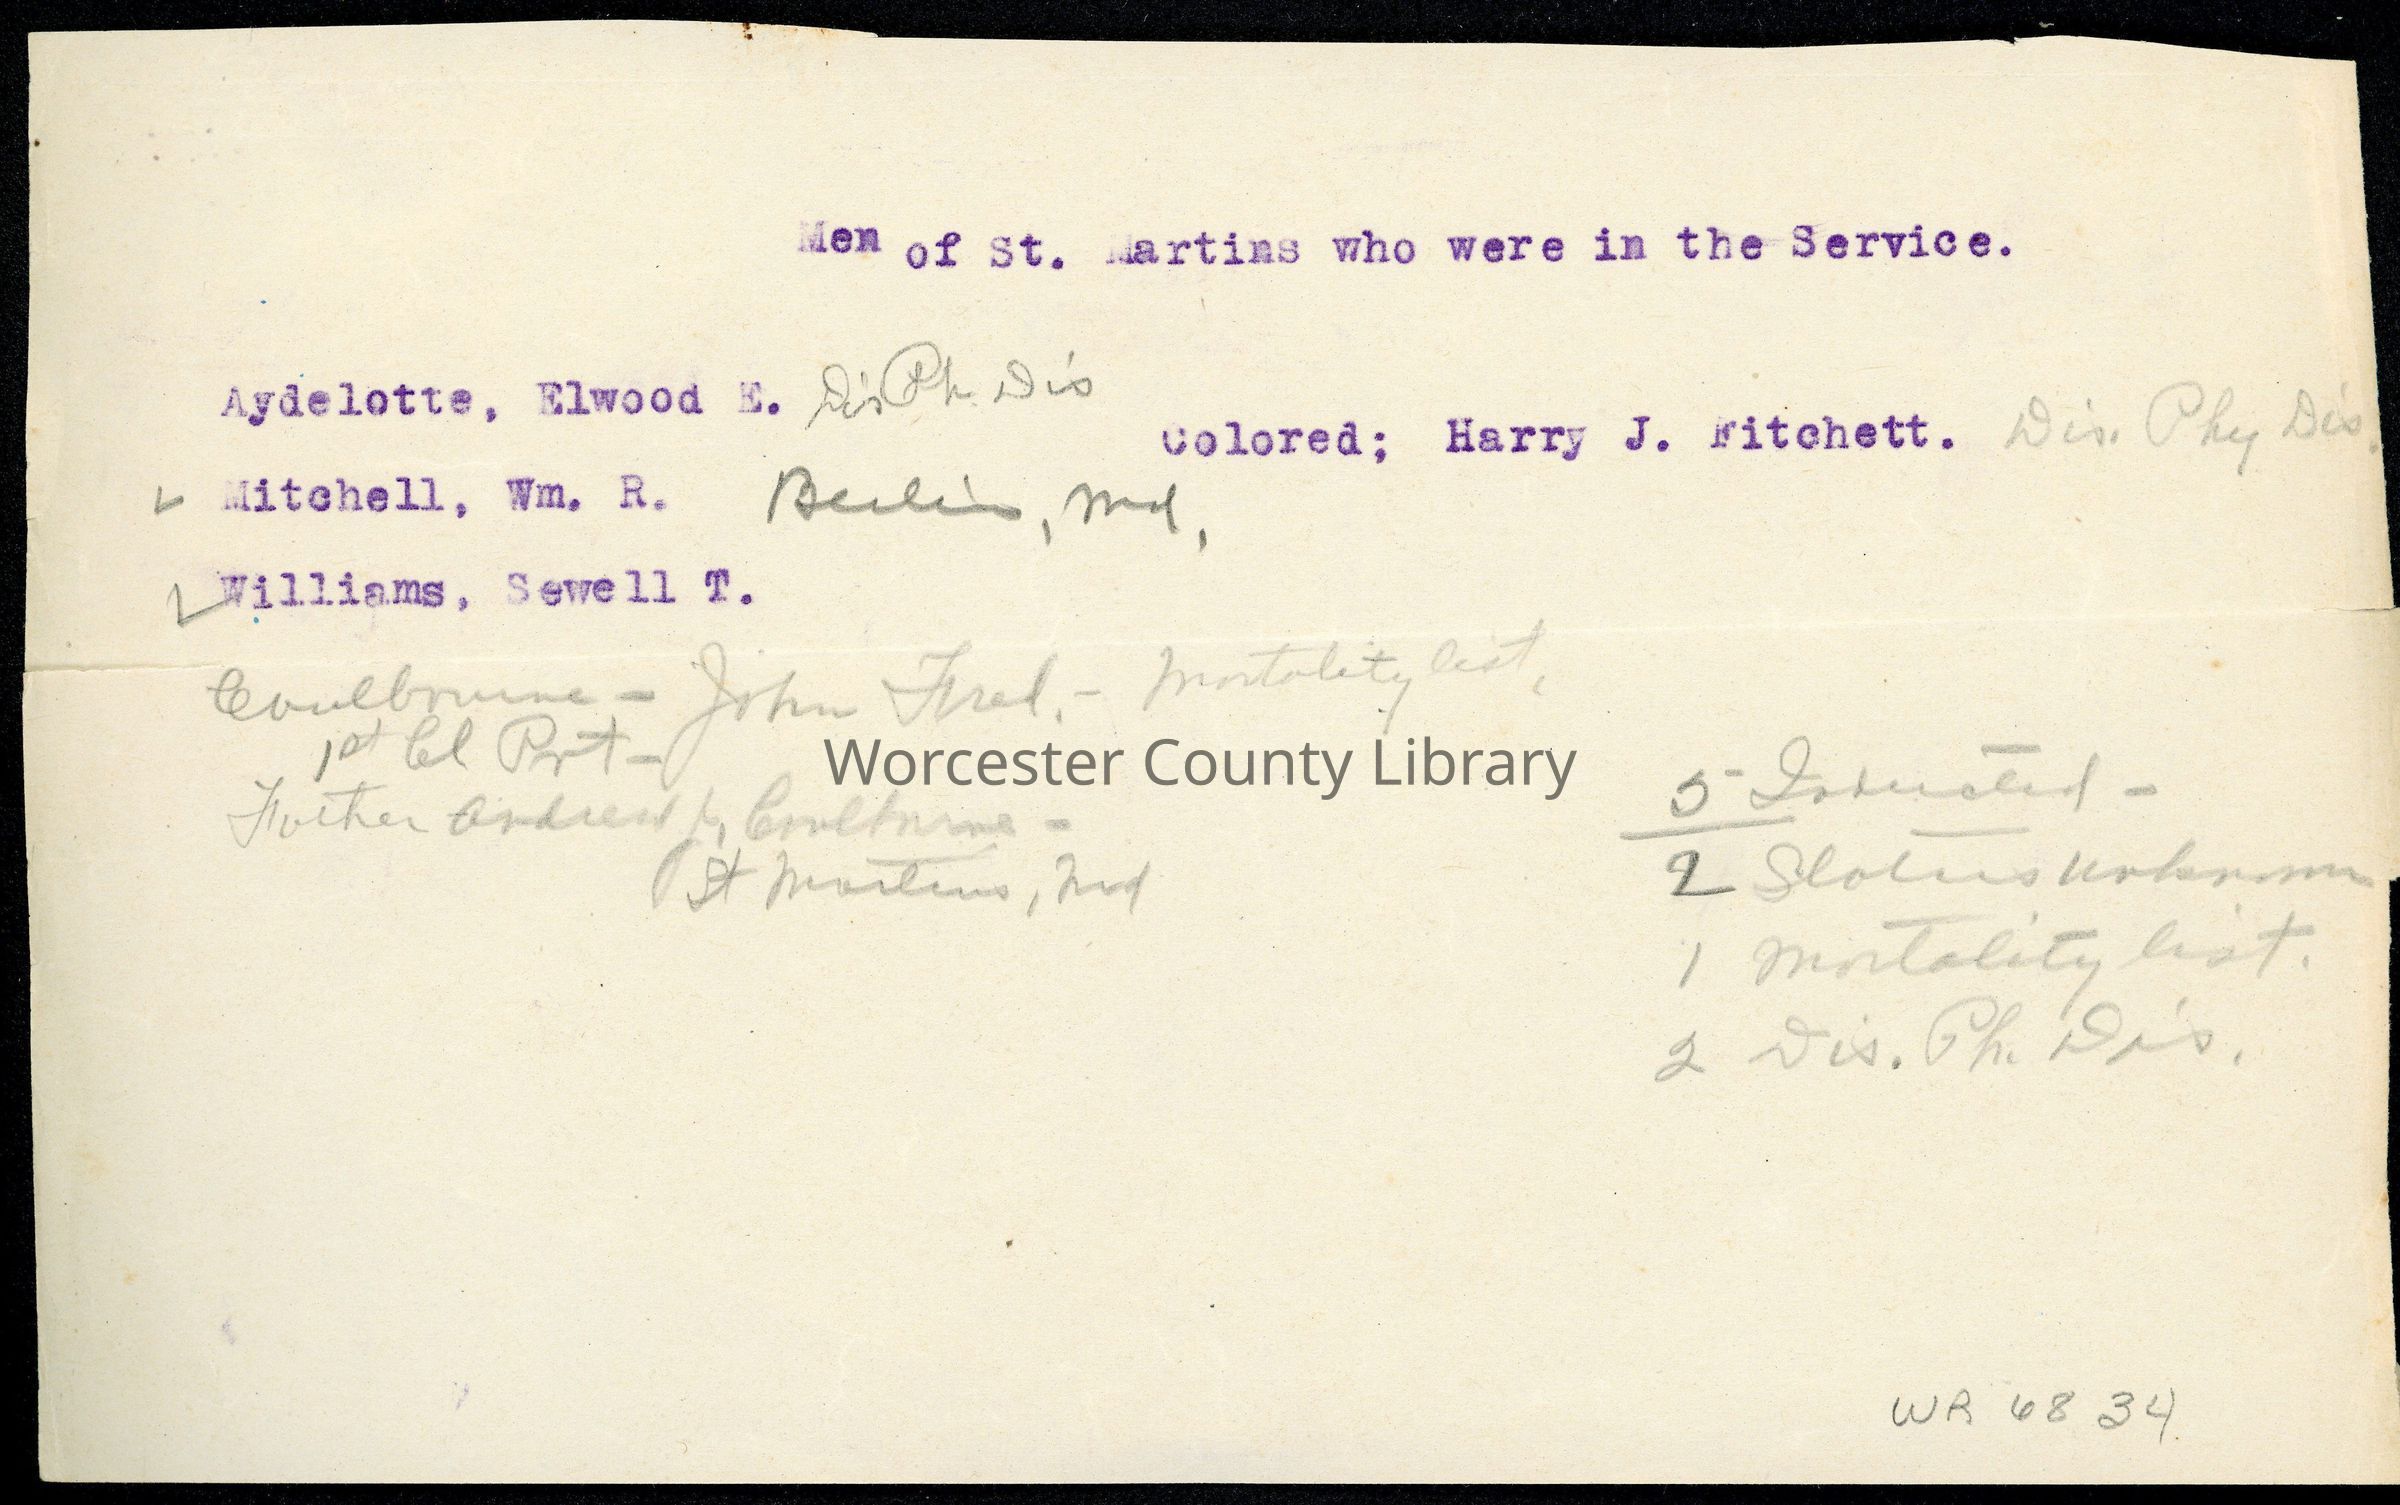 Men of St. Martins who were in the Service.
Aydelotte, Elwood E. Dis Ph. Dis
Colored; Harry J. Fitchett. Dis. Phy Dis.
✓ Mitchell, Wm. R. Berlin, Md,
✓ Williams, Sewell T.
Coulbourne - John Fred. - Mortality list,
1st Cl Pvt -
Father Andrew J. Coulburne -
St Martins, Md
Worcester County Library
5 Inducted -
2 Status unknown
1 Mortality list.
2 Dis. Ph. Dis.
WR 68 34